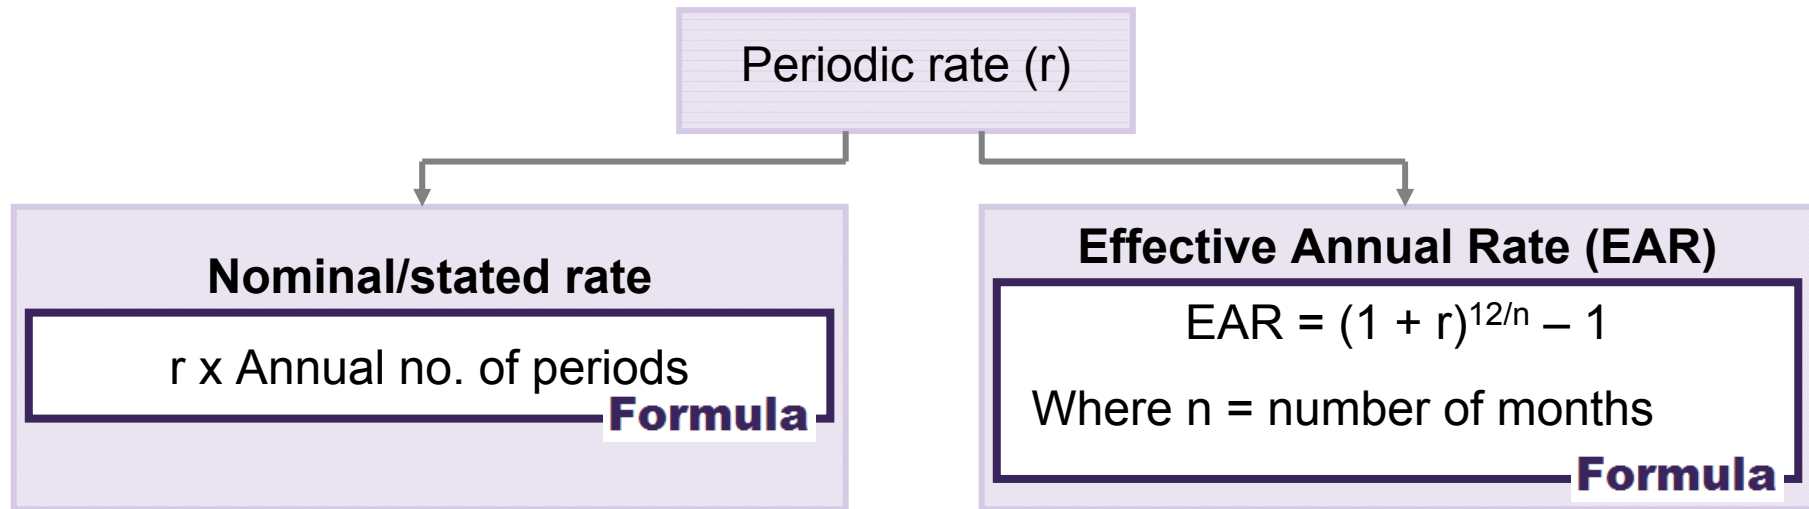 Periodic rate (r)
Nominal/stated rate
r x Annual no. of periods
Formula
Effective Annual Rate (EAR)
EAR = (1 + r)^12/n – 1
Where n = number of months
Formula